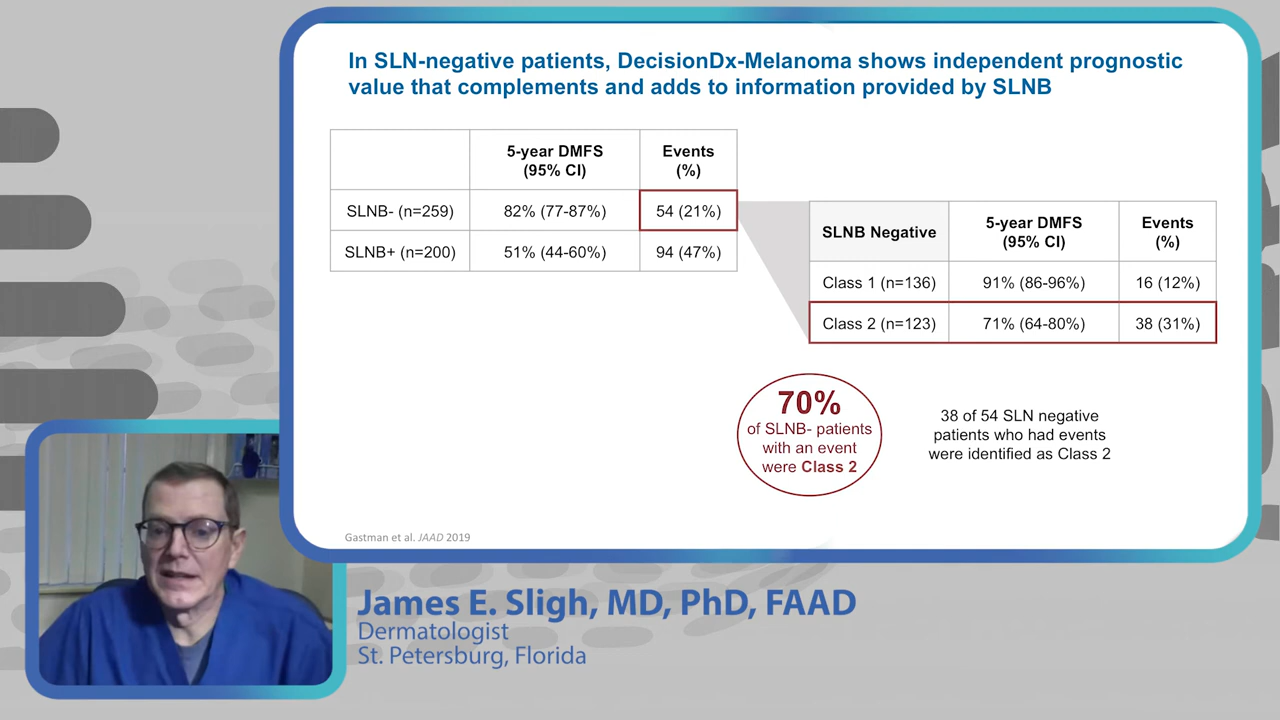 In SLN-negative patients, DecisionDx-Melanoma shows independent prognostic
value that complements and adds to information provided by SLNB
5-year DMFS
(95% CI)
Events
(%)
SLNB- (n=259)
82% (77-87%)
54 (21%)
SLNB+ (n=200)
51% (44-60%)
94 (47%)
SLNB Negative
5-year DMFS
(95% CI)
Events
(%)
Class 1 (n=136)
91% (86-96%)
16 (12%)
Class 2 (n=123)
71% (64-80%)
38 (31%)
70%
of SLNB- patients
with an event
were Class 2
38 of 54 SLN negative
patients who had events
were identified as Class 2
Gastman et al. JAAD 2019
James E. Sligh, MD, PhD, FAAD
Dermatologist
St. Petersburg, Florida